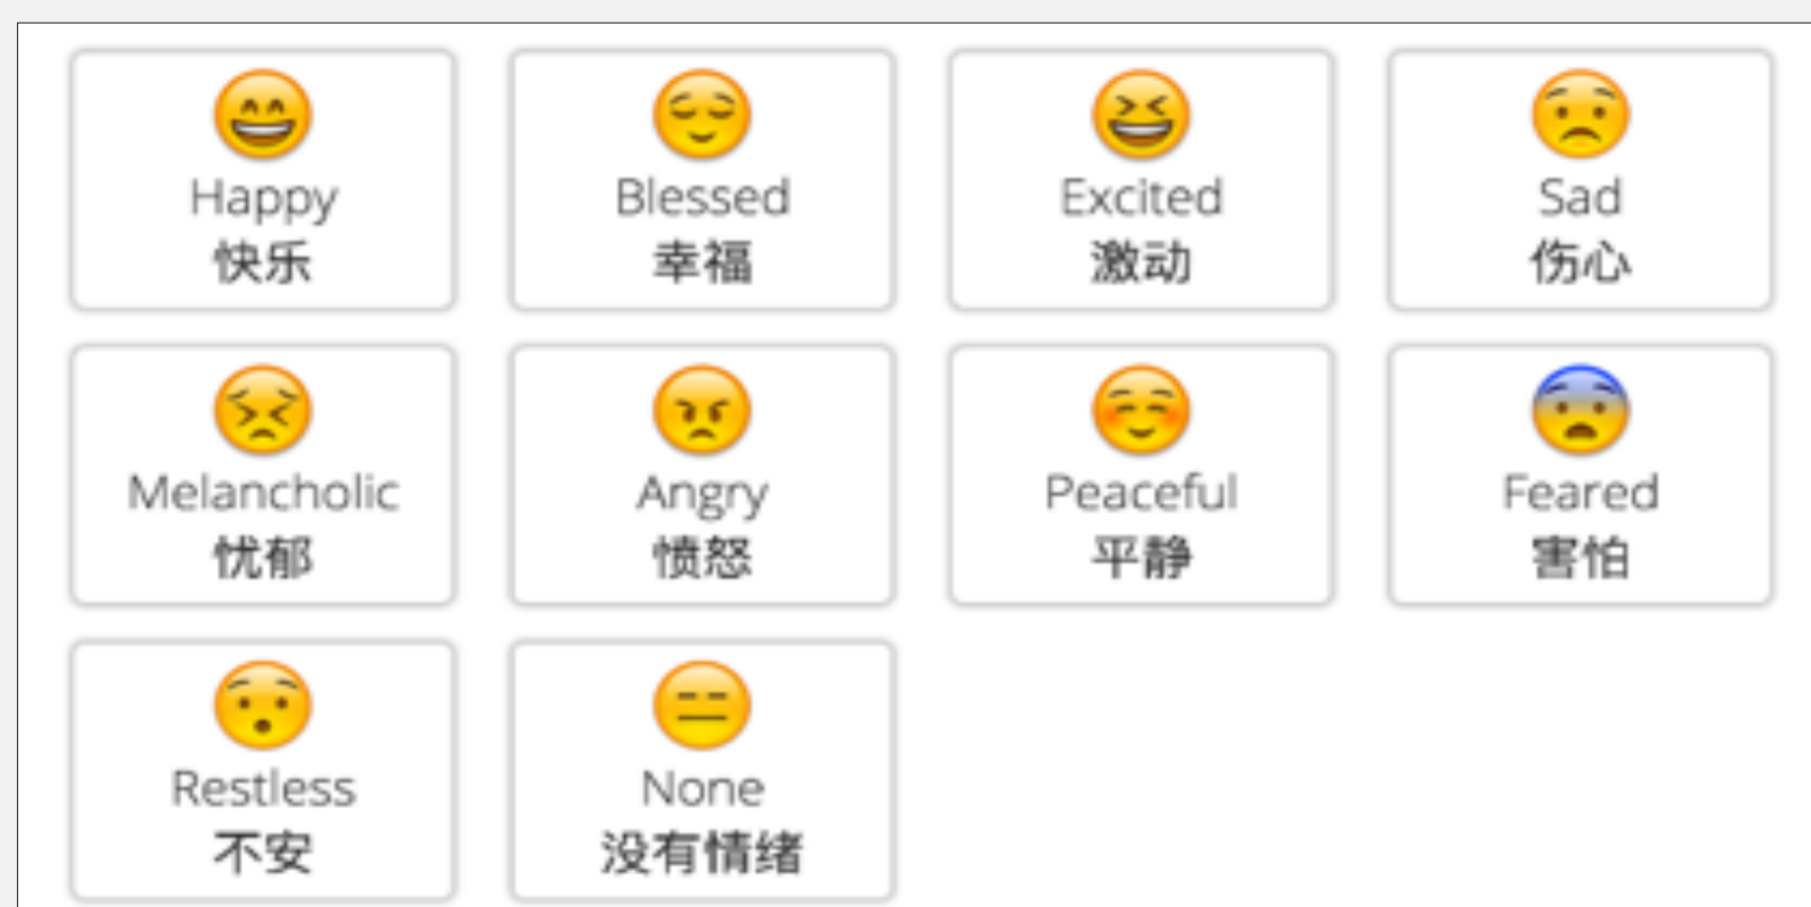 Happy
快乐
Blessed
幸福
Excited
激动
Sad
伤心
Melancholic
忧郁
Angry
愤怒
Peaceful
平静
Feared
害怕
Restless
不安
None
没有情绪